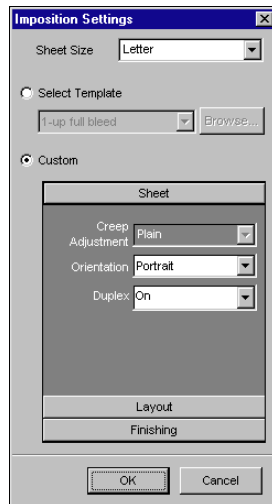 Imposition Settings
Sheet Size Letter
Select Template
1-up full bleed Browse...
Custom
Sheet
Creep
Adjustment Plain
Orientation Portrait
Duplex On
Layout
Finishing
OK Cancel